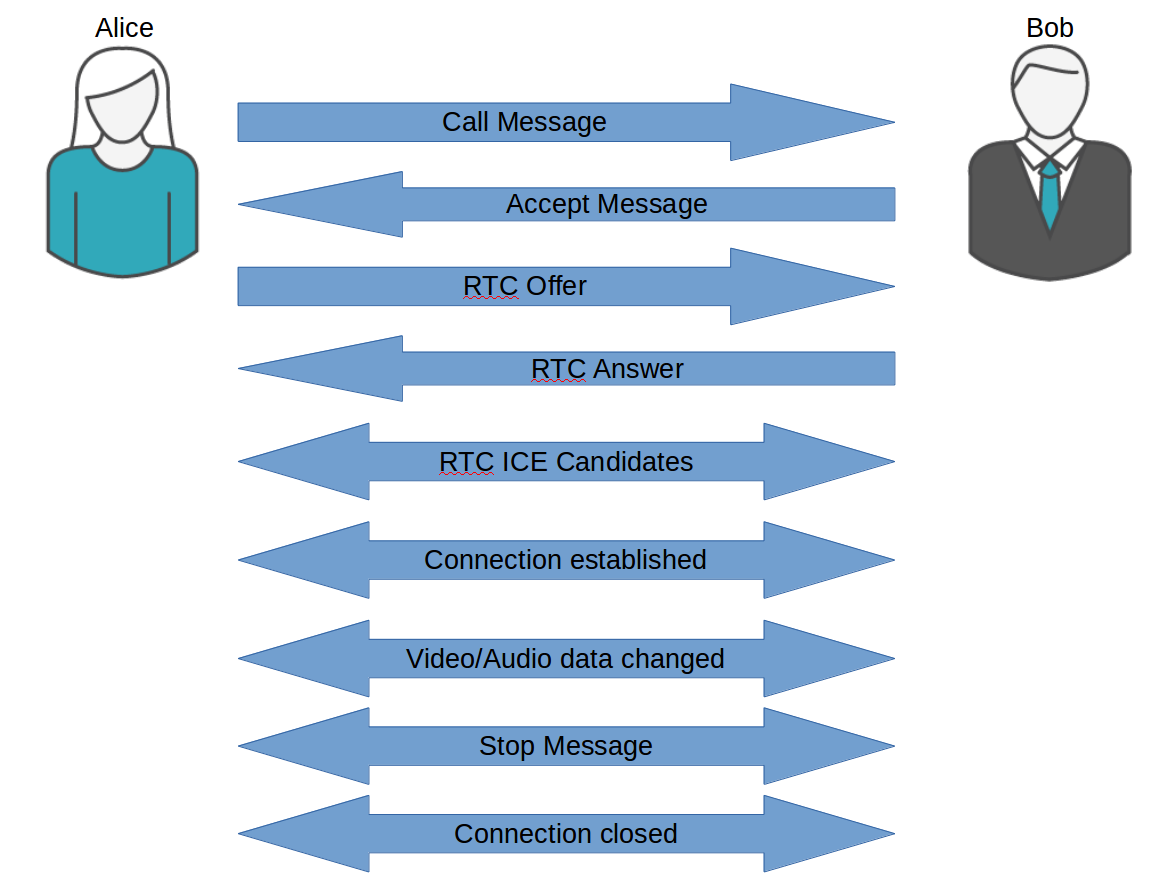 Alice
Bob
Call Message
Accept Message
RTC Offer
RTC Answer
RTC ICE Candidates
Connection established
Video/Audio data changed
Stop Message
Connection closed